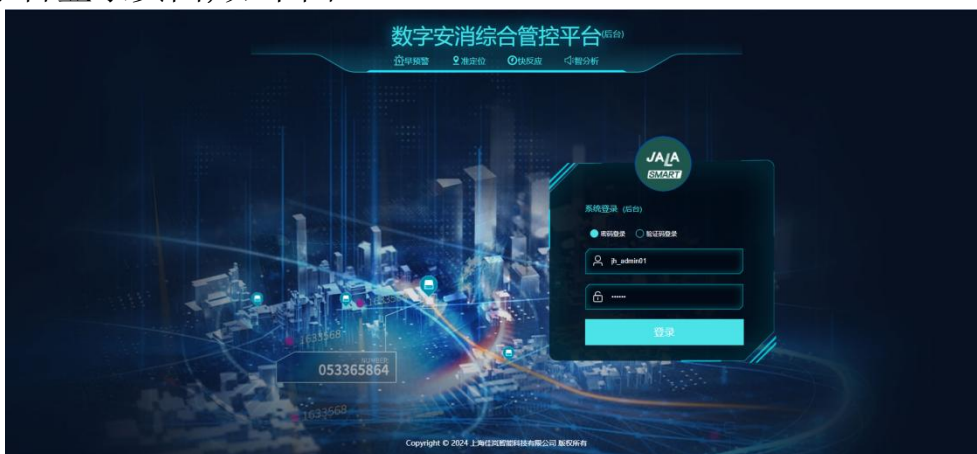 数字安消综合管控平台(后台)
早预警 准定位 快反应 智分析
JALA
SMART
系统登录 (后台)
密码登录 验证码登录
jh_admin01
······
登录
1633568
053365864
1633568
Copyright © 2024 上海佳岚智能科技有限公司 版权所有